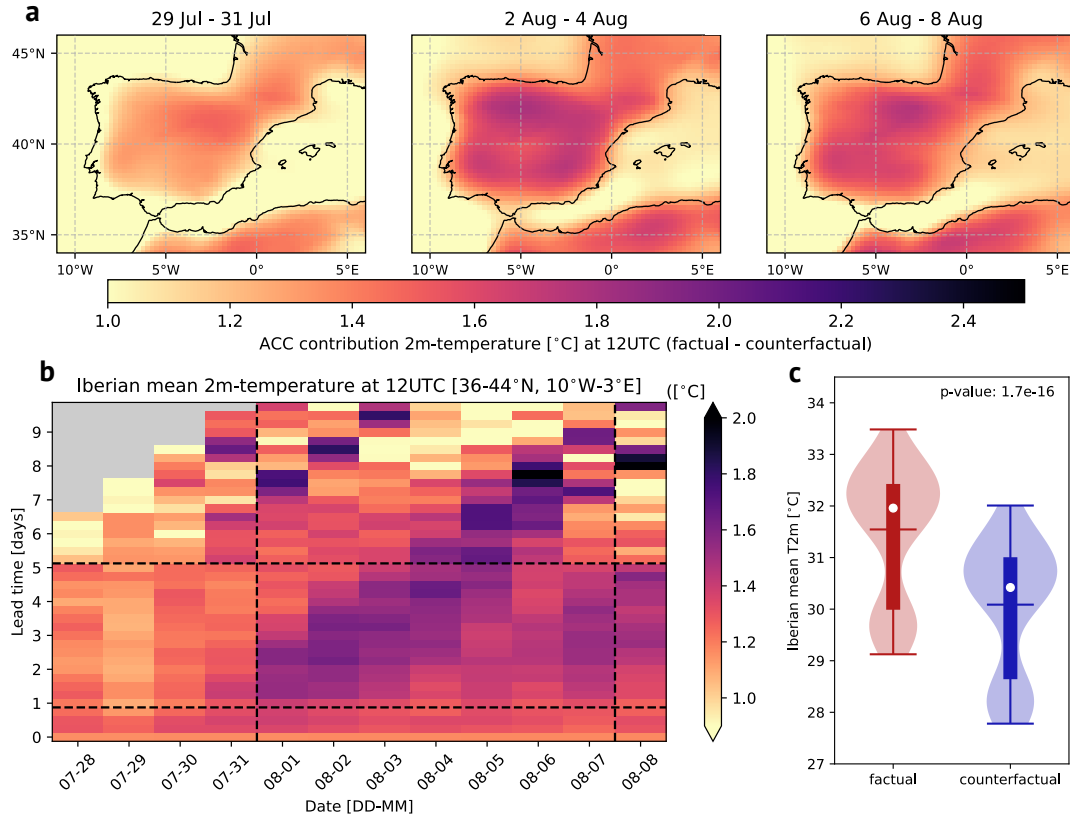 a
29 Jul - 31 Jul
2 Aug - 4 Aug
6 Aug - 8 Aug
45°N
40°N
35°N
10°W 5°W 0° 5°E
10°W 5°W 0° 5°E
10°W 5°W 0° 5°E
1.0 1.2 1.4 1.6 1.8 2.0 2.2 2.4
ACC contribution 2m-temperature [°C] at 12UTC (factual - counterfactual)
b
Iberian mean 2m-temperature at 12UTC [36-44°N, 10°W-3°E]
([°C]
Lead time [days]
9
8
7
6
5
4
3
2
1
0
07-28 07-29 07-30 07-31 08-01 08-02 08-03 08-04 08-05 08-06 08-07 08-08
Date [DD-MM]
2.0
1.8
1.6
1.4
1.2
1.0
c
p-value: 1.7e-16
Iberian mean T2m [°C]
34
33
32
31
30
29
28
27
factual counterfactual